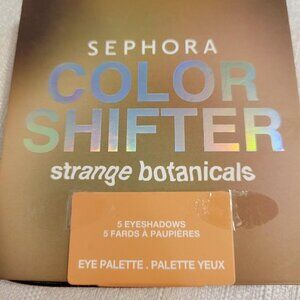 SEPHORA
COLOR
SHIFTER
strange botanicals
5 EYESHADOWS
5 FARDS À PAUPIÈRES
EYE PALETTE . PALETTE YEUX